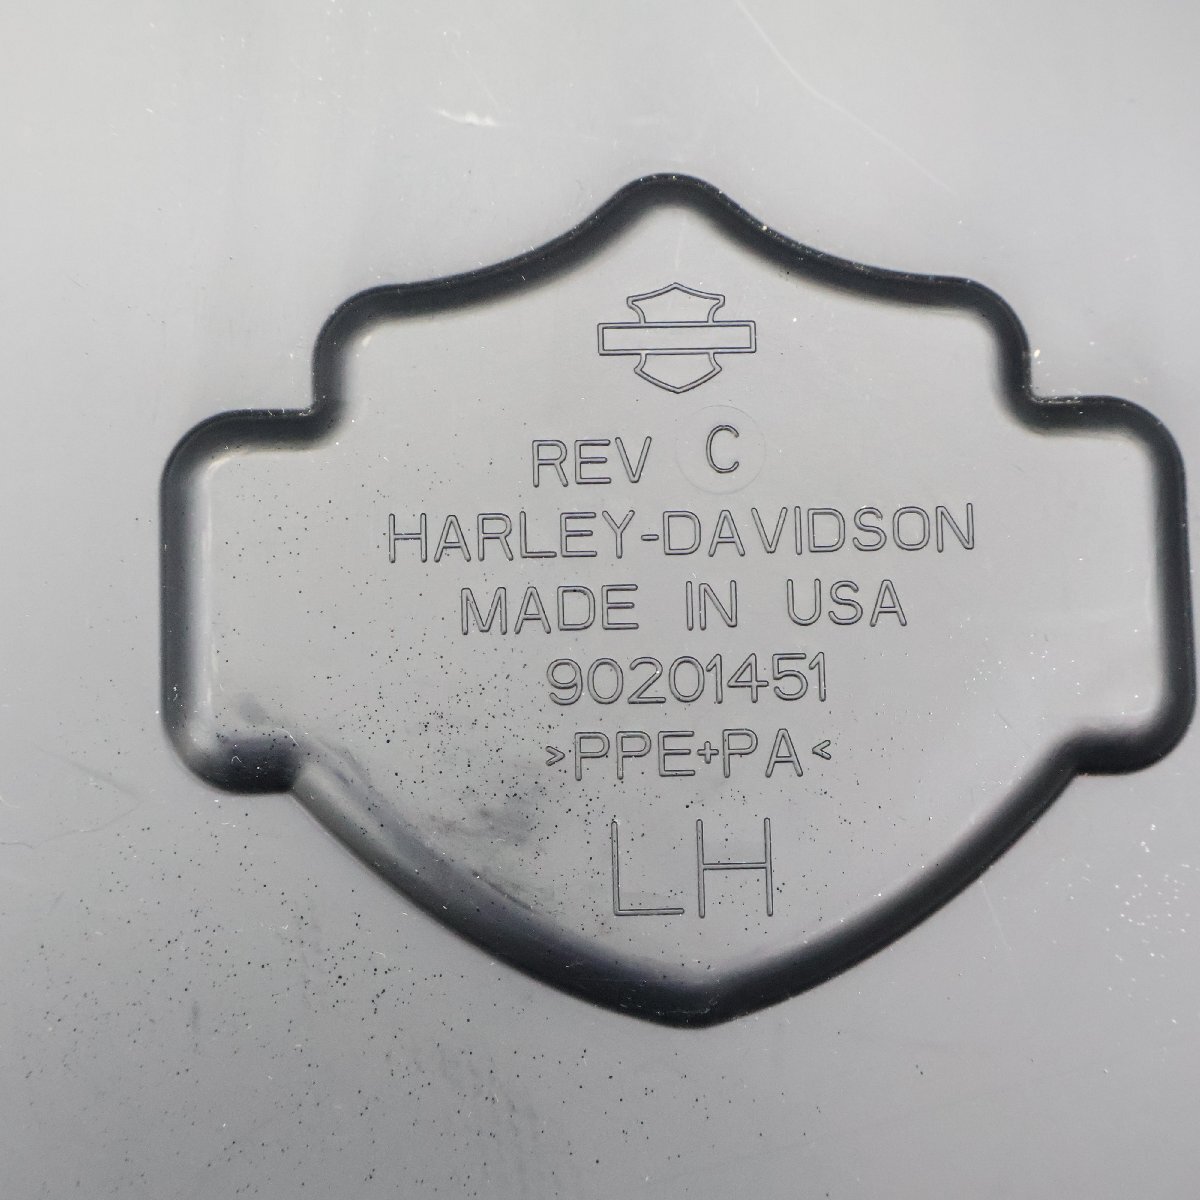 REV C
HARLEY-DAVIDSON
MADE IN USA
90201451
>PPE+PA<
LH